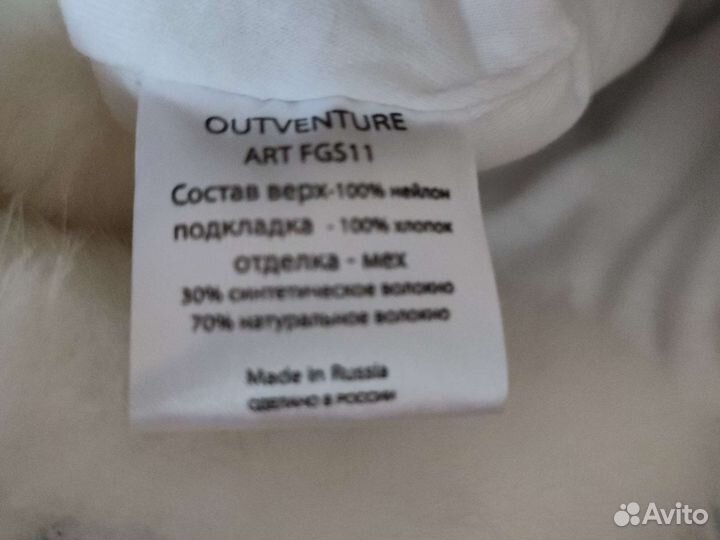 OUTVENTURE
ART FGS11
Состав верх-100% нейлон
подкладка - 100% хлопок
отделка - мех
30% синтетическое волокно
70% натуральное волокно
Made in Russia
СДЕЛАНО В РОССИИ
Avito